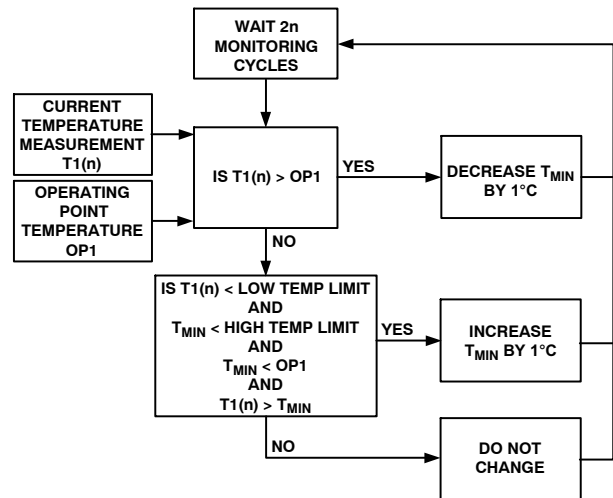 WAIT 2n
MONITORING
CYCLES
CURRENT
TEMPERATURE
MEASUREMENT
T1(n)
OPERATING
POINT
TEMPERATURE
OP1
IS T1(n) > OP1
YES
DECREASE TMIN
BY 1°C
NO
IS T1(n) < LOW TEMP LIMIT
AND
TMIN < HIGH TEMP LIMIT
AND
TMIN < OP1
AND
T1(n) > TMIN
YES
INCREASE
TMIN BY 1°C
NO
DO NOT
CHANGE